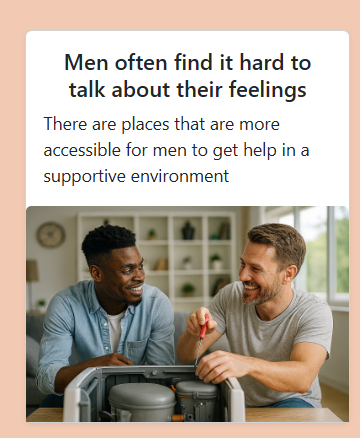 Men often find it hard to
talk about their feelings
There are places that are more
accessible for men to get help in a
supportive environment